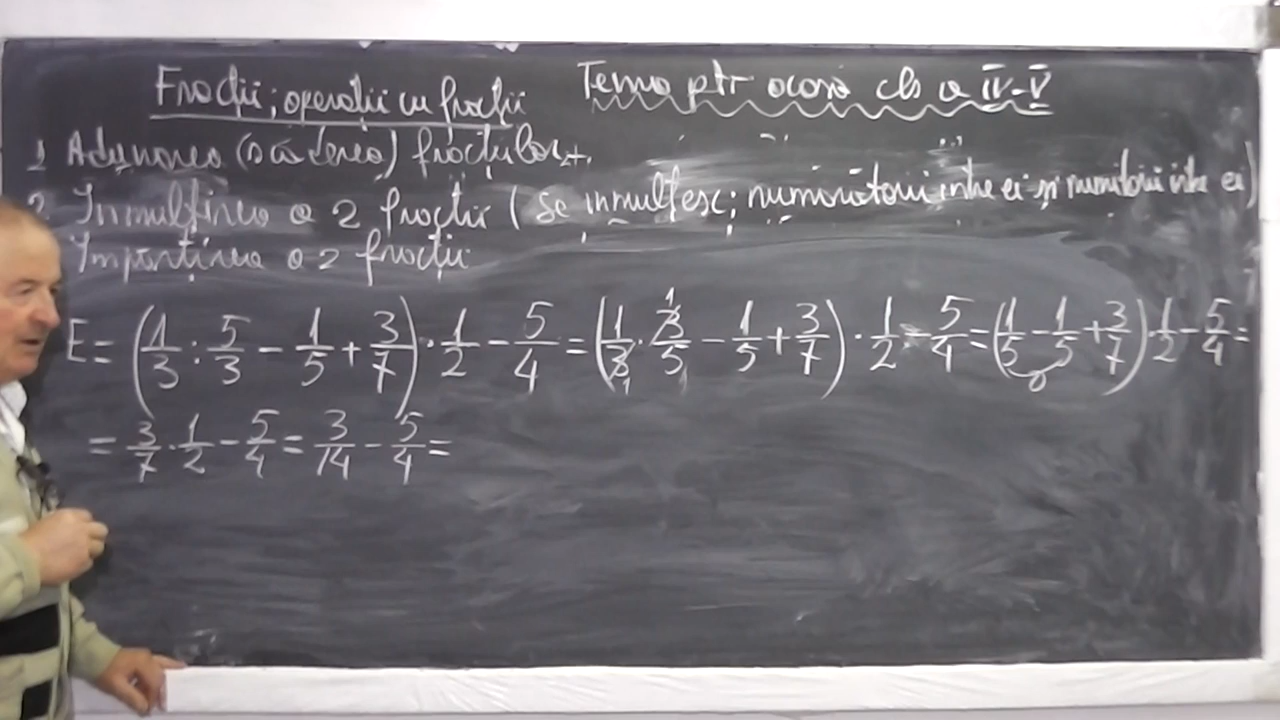 Fracții; operații cu fracții Temo ptr acasă cls a IV-V
1 Adunarea (scăderea) fracțiilor
2 Înmulțirea a 2 fracții (se înmulțesc; numărătorii între ei și numitorii între ei)
Împărțirea a 2 fracții
E = (1/3 : 5/3 - 1/5 + 3/7) · 1/2 - 5/4 = (1/3 · 3/5 - 1/5 + 3/7) · 1/2 - 5/4 = (1/5 - 1/5 + 3/7) · 1/2 - 5/4 =
= 3/7 · 1/2 - 5/4 = 3/14 - 5/4 =